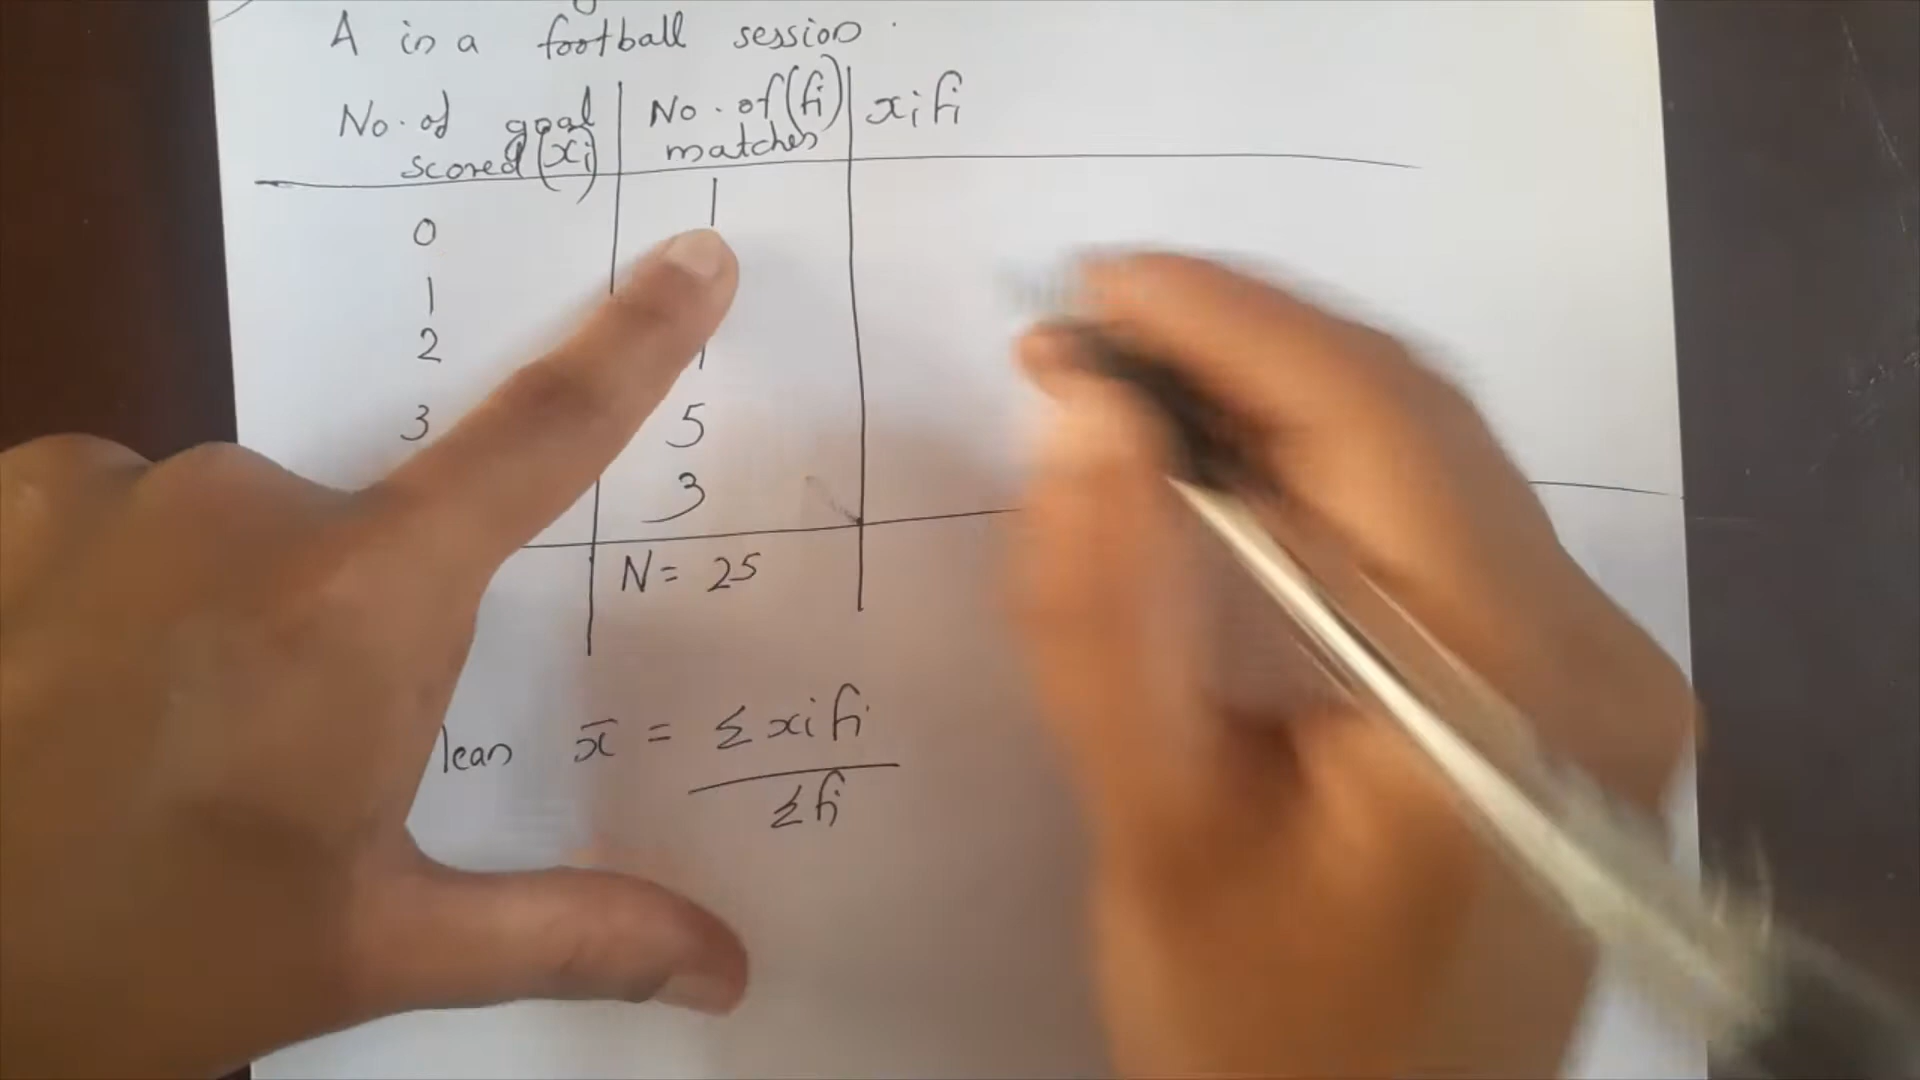 A in a football session.
No. of goal scored (xi) No. of (fi) matches xifi
0 1
1
2
3 5
3
N = 25
x̄ = Σxifi
Σfi